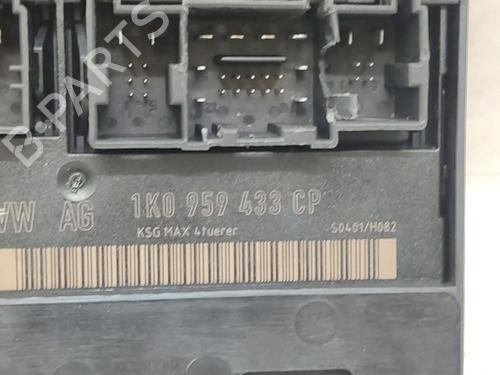 B-PARTS
VW AG 1K0 959 433 CP
KSG MAX 4tuerer S0401/H082